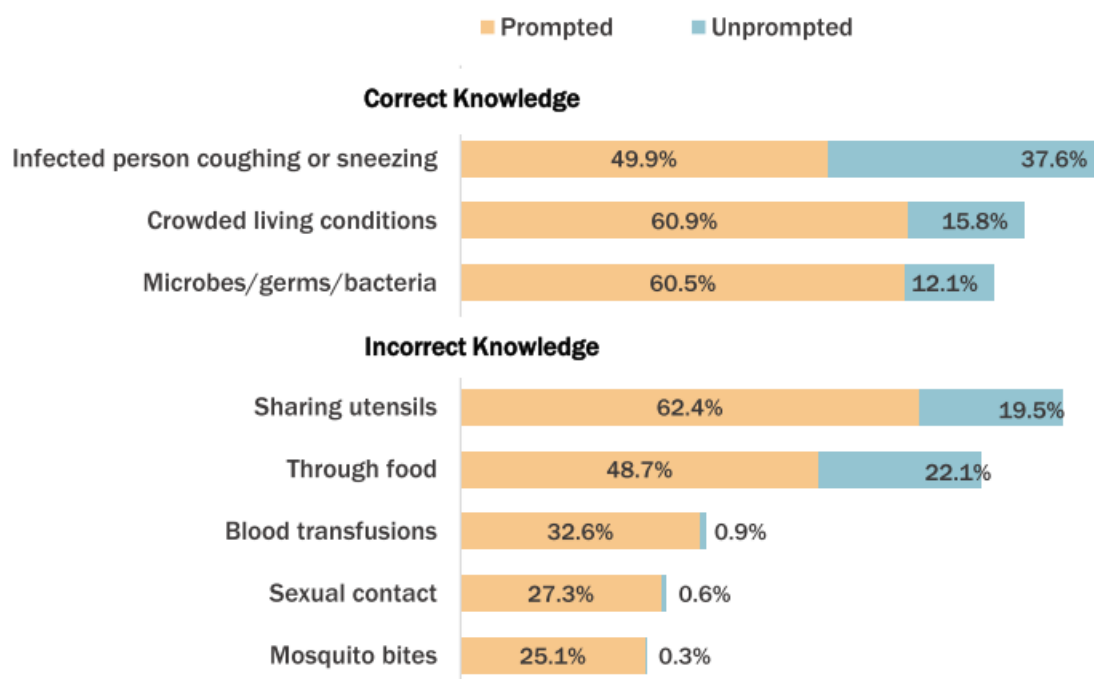 Prompted Unprompted
Correct Knowledge
Infected person coughing or sneezing 49.9% 37.6%
Crowded living conditions 60.9% 15.8%
Microbes/germs/bacteria 60.5% 12.1%
Incorrect Knowledge
Sharing utensils 62.4% 19.5%
Through food 48.7% 22.1%
Blood transfusions 32.6% 0.9%
Sexual contact 27.3% 0.6%
Mosquito bites 25.1% 0.3%